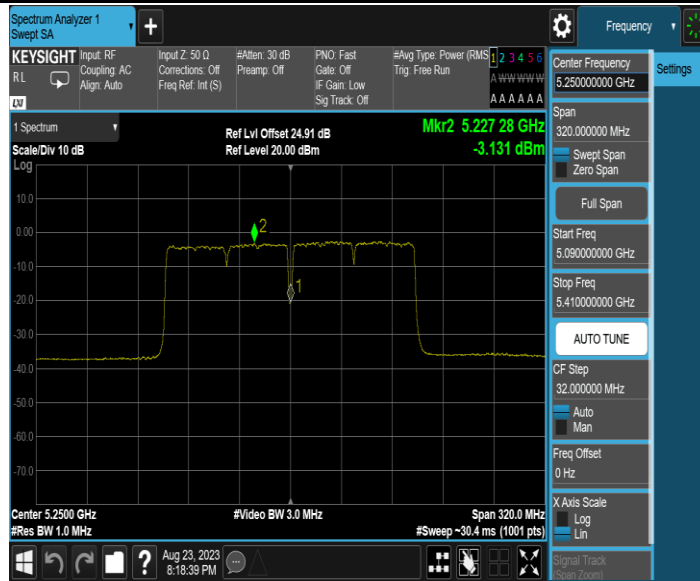 Spectrum Analyzer 1
Swept SA
+
Frequency
KEYSIGHT
RL
LXI
Input: RF
Coupling: AC
Align: Auto
Input Z: 50 Ω
Corrections: Off
Freq Ref: Int (S)
#Atten: 30 dB
Preamp: Off
PNO: Fast
Gate: Off
IF Gain: Low
Sig Track: Off
#Avg Type: Power (RMS
Trig: Free Run
1 2 3 4 5 6
A W W W W W
A A A A A A
1 Spectrum
Scale/Div 10 dB
Log
Ref Lvl Offset 24.91 dB
Ref Level 20.00 dBm
Mkr2 5.227 28 GHz
-3.131 dBm
10.0
0.00
-10.0
-20.0
-30.0
-40.0
-50.0
-60.0
-70.0
2
1
Center 5.2500 GHz
#Res BW 1.0 MHz
#Video BW 3.0 MHz
Span 320.0 MHz
#Sweep ~30.4 ms (1001 pts)
?
Aug 23, 2023
8:18:39 PM
Center Frequency
5.250000000 GHz
Settings
Span
320.000000 MHz
Swept Span
Zero Span
Full Span
Start Freq
5.090000000 GHz
Stop Freq
5.410000000 GHz
AUTO TUNE
CF Step
32.000000 MHz
Auto
Man
Freq Offset
0 Hz
X Axis Scale
Log
Lin
Signal Track
(Span Zoom)